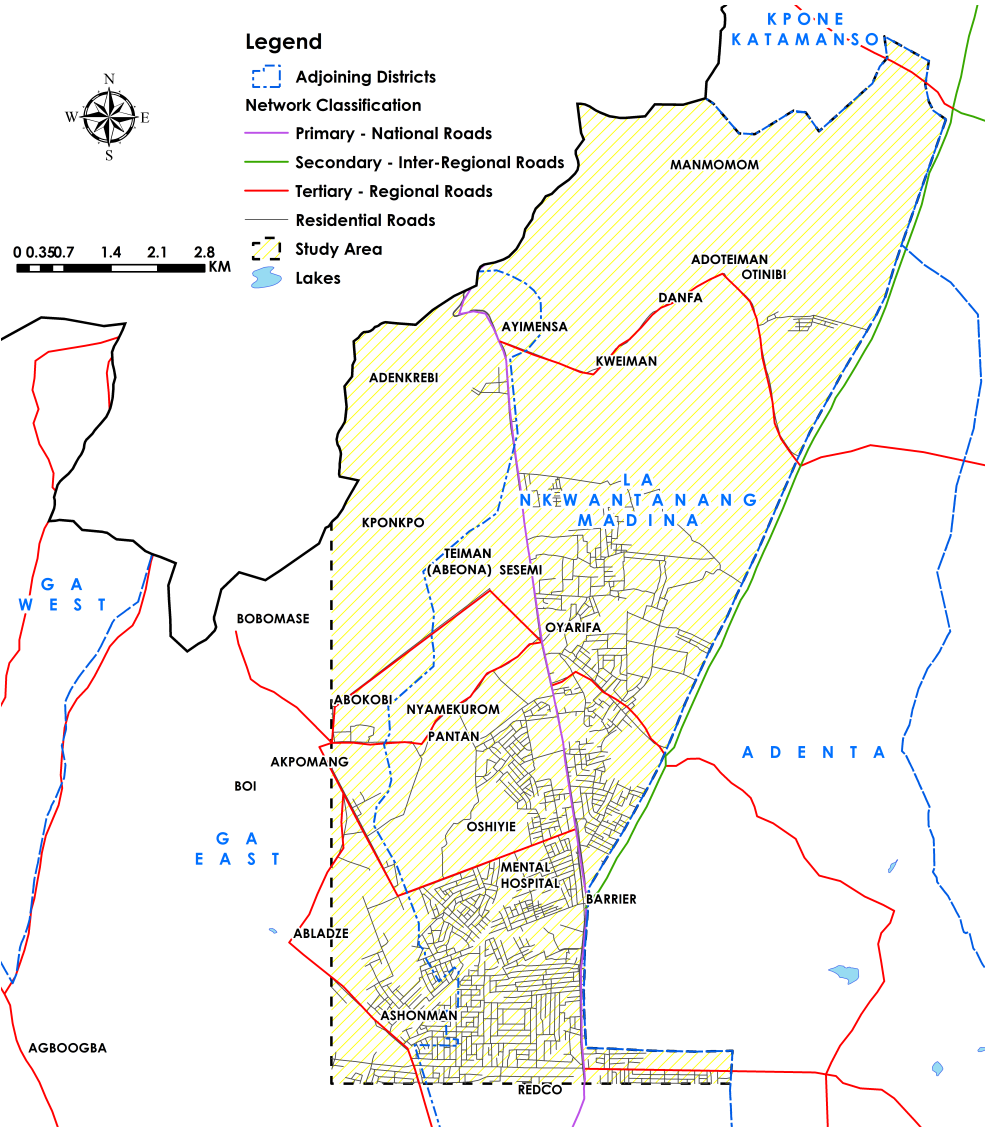 KPONE
KATAMANSO
Legend
Adjoining Districts
Network Classification
Primary - National Roads
Secondary - Inter-Regional Roads
Tertiary - Regional Roads
Residential Roads
Study Area
Lakes
N
W E
S
0 0.35 0.7 1.4 2.1 2.8
KM
MANMOMOM
ADOTEIMAN
OTINIBI
DANFA
AYIMENSA
KWEIMAN
ADENKREBI
LA
NKWANTANANG
MADINA
KPONKPO
TEIMAN
(ABEONA) SESEMI
GA
WEST
BOBOMASE
OYARIFA
ABOKOBI
NYAMEKUROM
PANTAN
ADENTA
AKPOMANG
BOI
OSHIYIE
GA
EAST
MENTAL
HOSPITAL
BARRIER
ABLADZE
ASHONMAN
AGBOOGBA
REDCO